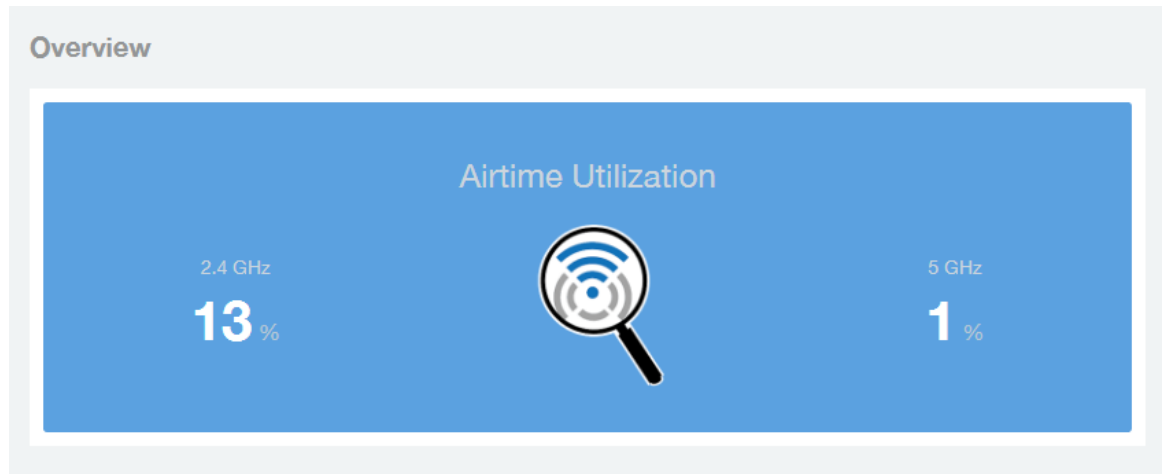 Overview
Airtime Utilization
2.4 GHz
13 %
5 GHz
1 %